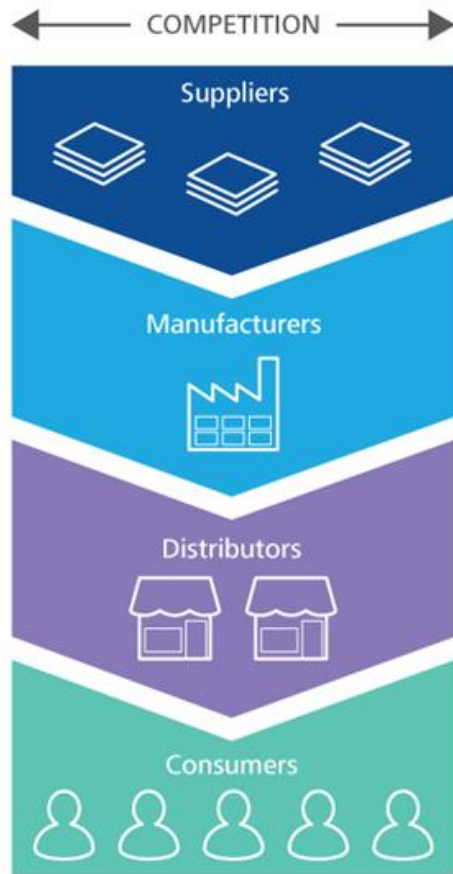 COMPETITION
Suppliers
Manufacturers
Distributors
Consumers